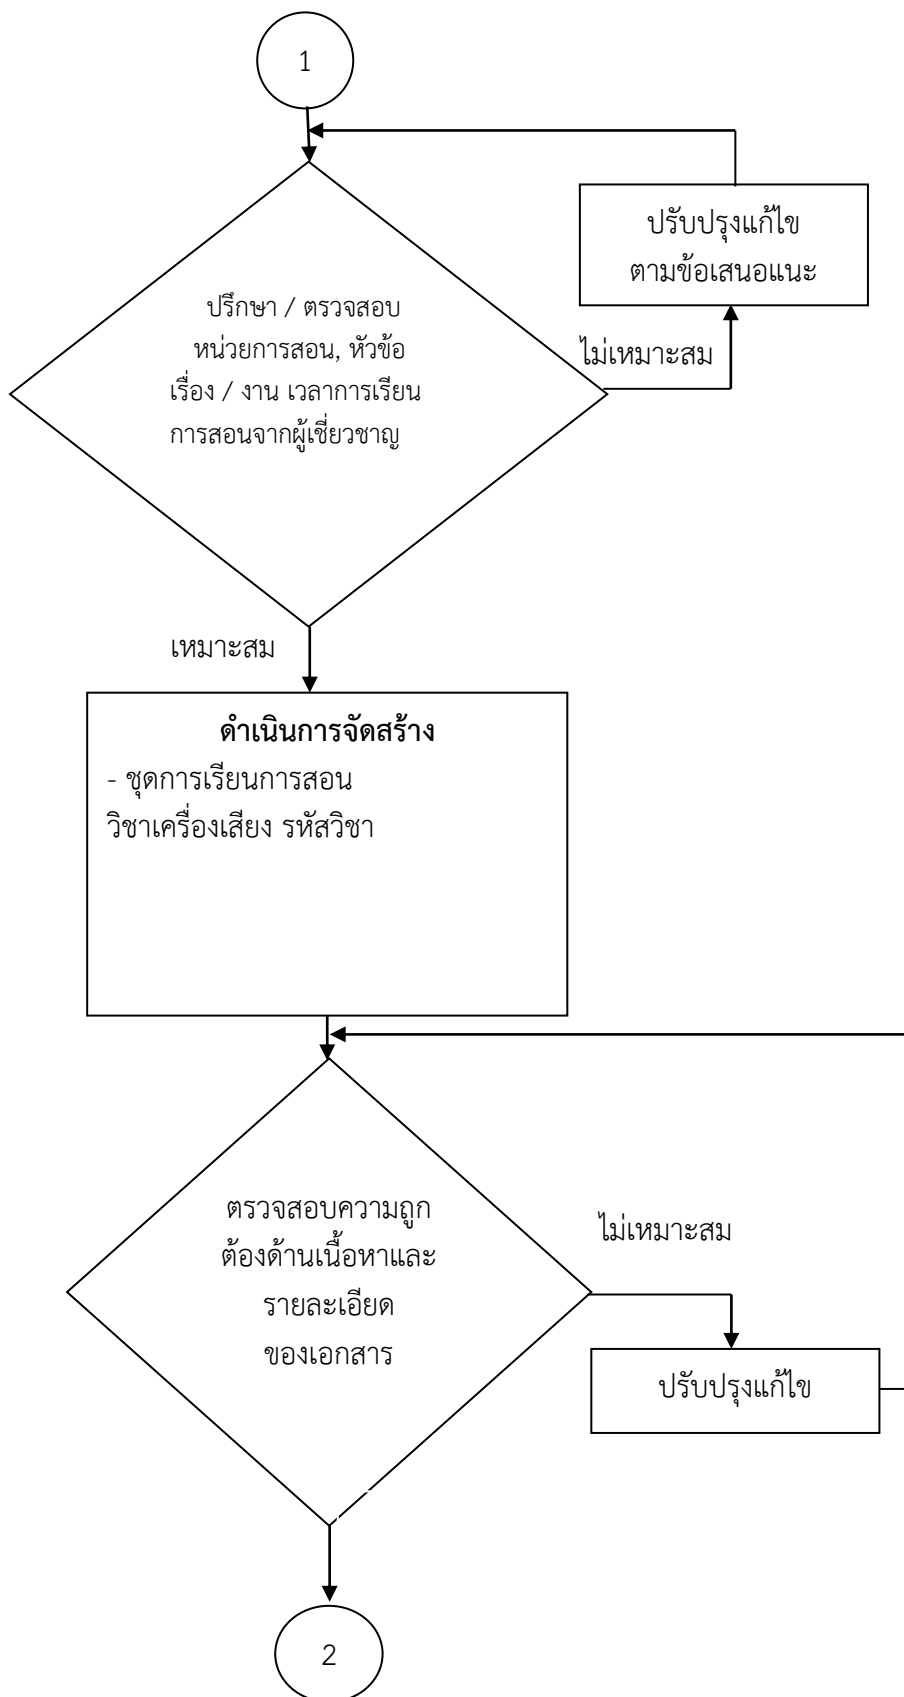 1
ปรับปรุงแก้ไข
ตามข้อเสนอแนะ
ปรึกษา / ตรวจสอบ
หน่วยการสอน, หัวข้อ
เรื่อง / งาน เวลาการเรียน
การสอนจากผู้เชี่ยวชาญ
ไม่เหมาะสม
เหมาะสม
ดำเนินการจัดสร้าง
- ชุดการเรียนการสอน
วิชาเครื่องเสียง รหัสวิชา
ตรวจสอบความถูก
ต้องด้านเนื้อหาและ
รายละเอียด
ของเอกสาร
ไม่เหมาะสม
ปรับปรุงแก้ไข
2